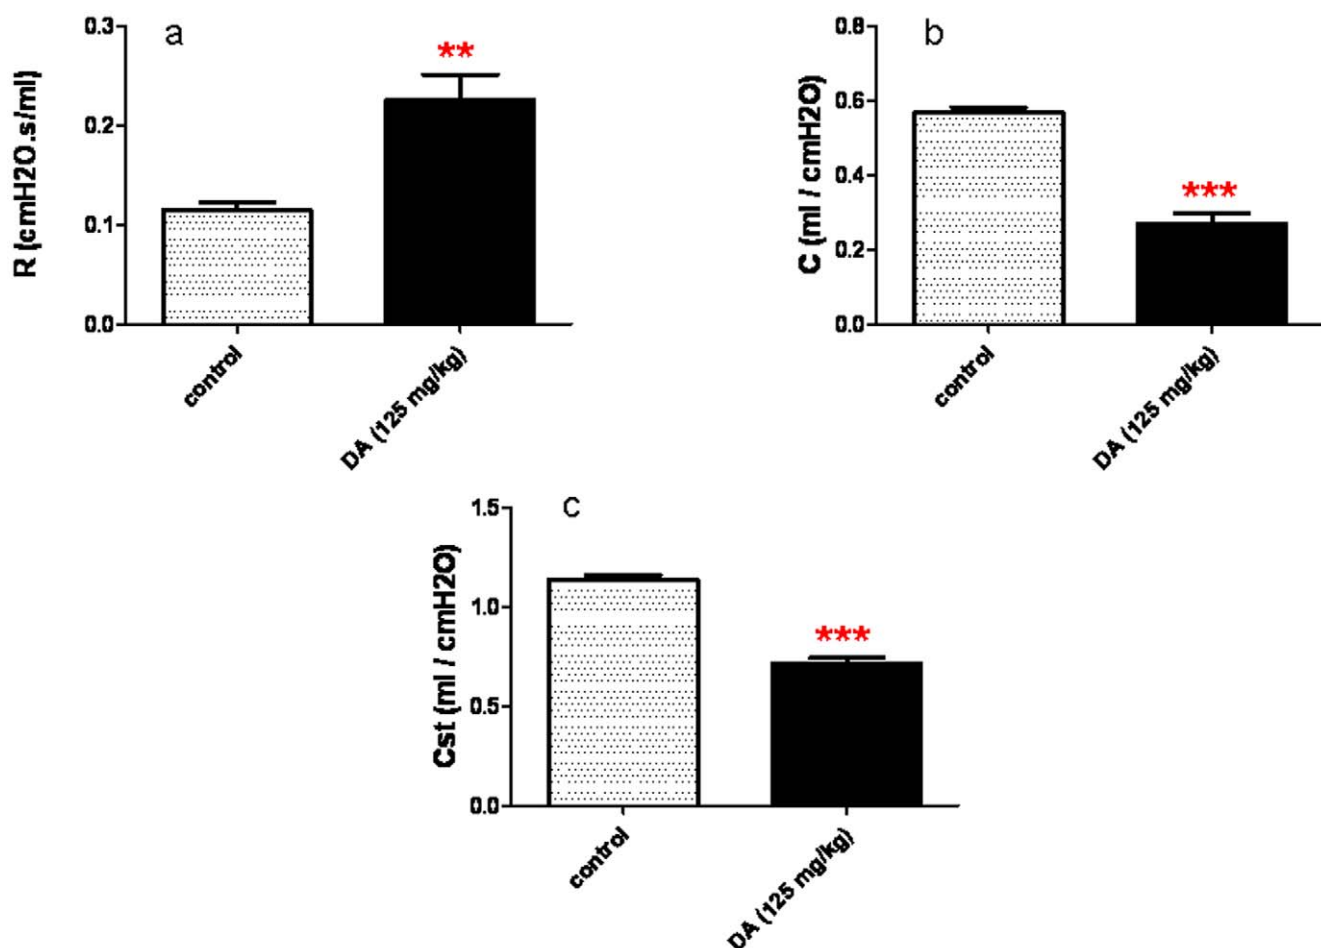 a
R (cmH2O.s/ml)
0.3
0.2
0.1
0.0
**
control
DA (125 mg/kg)
b
C (ml / cmH2O)
0.8
0.6
0.4
0.2
0.0
***
control
DA (125 mg/kg)
c
Cst (ml / cmH2O)
1.5
1.0
0.5
0.0
***
control
DA (125 mg/kg)